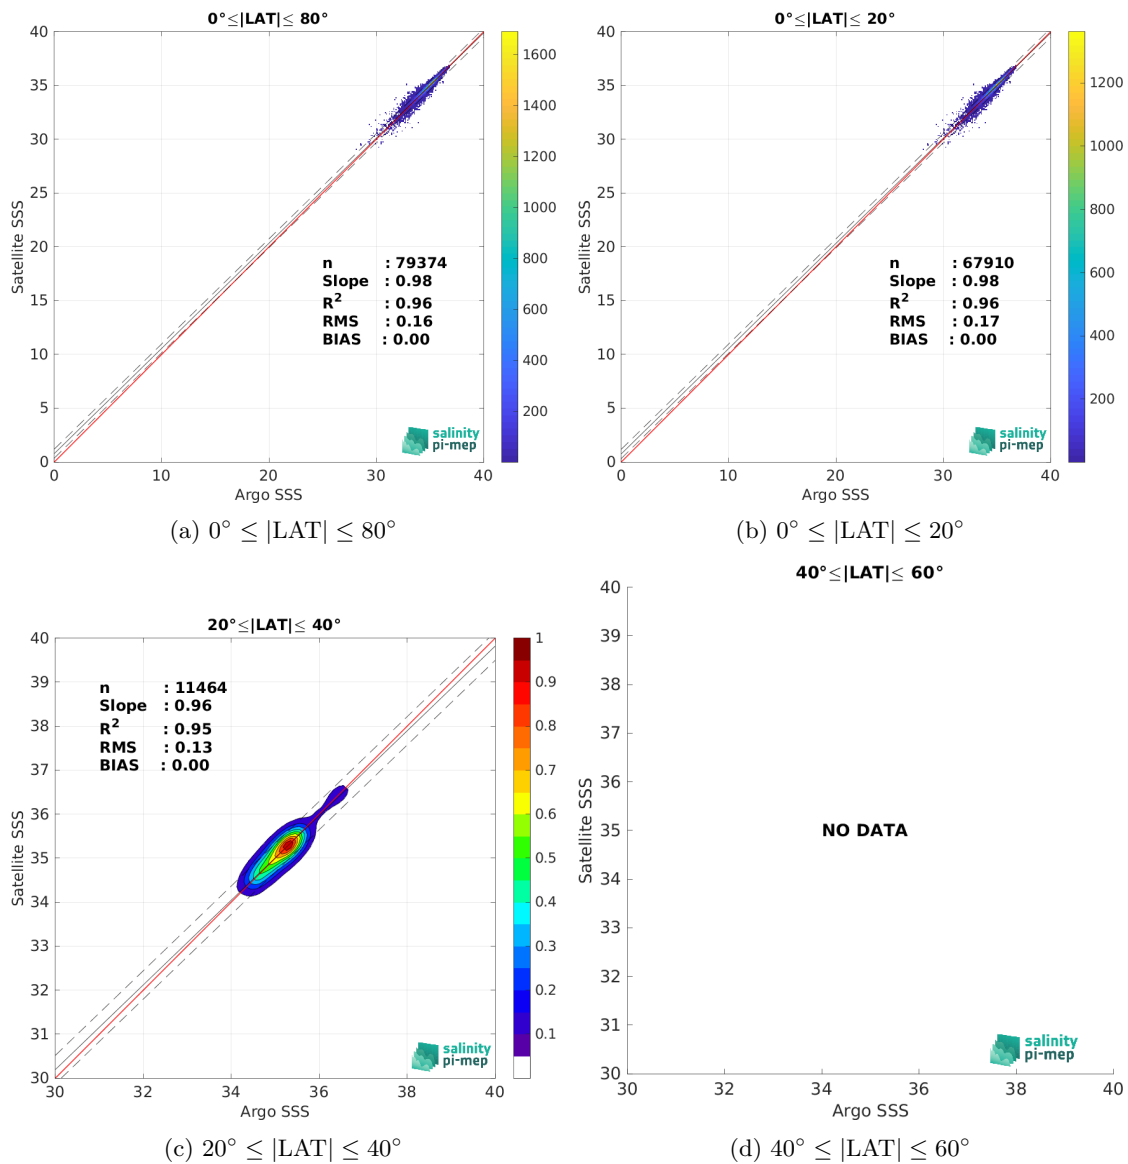 0°≤|LAT|≤ 80°
40
35
30
25
20
15
10
5
0
Satellite SSS
n : 79374
Slope : 0.98
R² : 0.96
RMS : 0.16
BIAS : 0.00
salinity
pi-mep
0 10 20 30 40
Argo SSS
1600
1400
1200
1000
800
600
400
200
(a) 0° ≤ |LAT| ≤ 80°
0°≤|LAT|≤ 20°
40
35
30
25
20
15
10
5
0
Satellite SSS
n : 67910
Slope : 0.98
R² : 0.96
RMS : 0.17
BIAS : 0.00
salinity
pi-mep
0 10 20 30 40
Argo SSS
1200
1000
800
600
400
200
(b) 0° ≤ |LAT| ≤ 20°
20°≤|LAT|≤ 40°
40
39
38
37
36
35
34
33
32
31
30
Satellite SSS
n : 11464
Slope : 0.96
R² : 0.95
RMS : 0.13
BIAS : 0.00
salinity
pi-mep
30 32 34 36 38 40
Argo SSS
1
0.9
0.8
0.7
0.6
0.5
0.4
0.3
0.2
0.1
(c) 20° ≤ |LAT| ≤ 40°
40°≤|LAT|≤ 60°
40
39
38
37
36
35
34
33
32
31
30
Satellite SSS
NO DATA
salinity
pi-mep
30 32 34 36 38 40
Argo SSS
(d) 40° ≤ |LAT| ≤ 60°